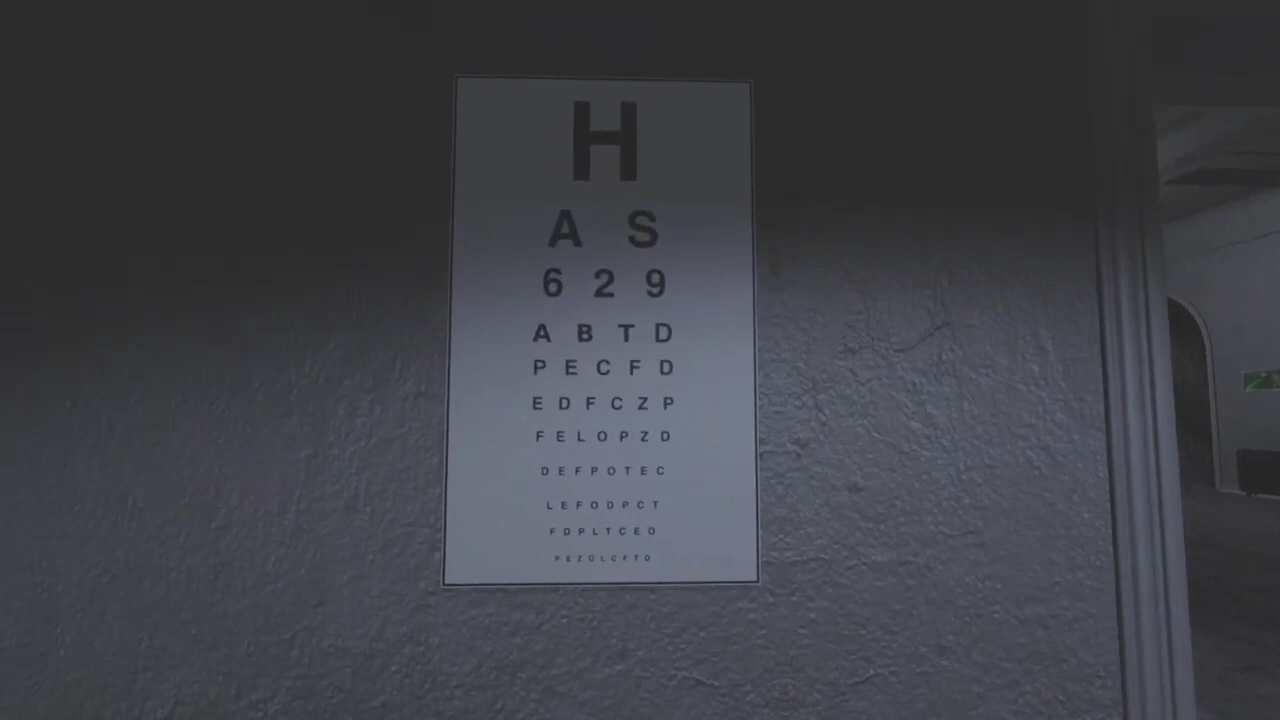 H
A S
6 2 9
A B T D
P E C F D
E D F C Z P
F E L O P Z D
D E F P O T E C
L E F O D P C T
F D P L T C E O
P E Z O L C F T D